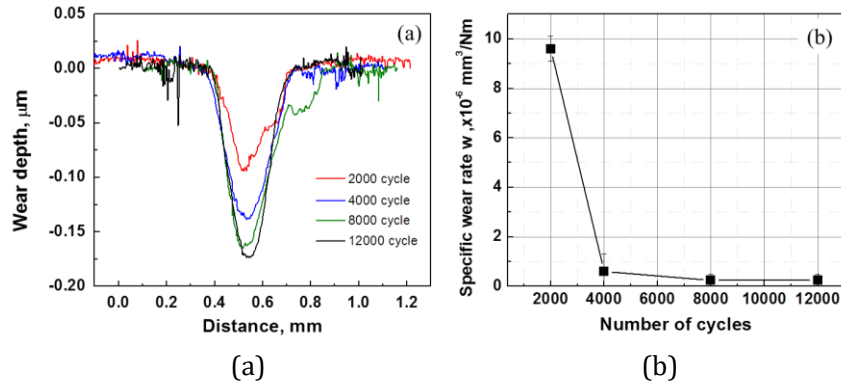 (a)
Wear depth, μm
0.05
0.00
-0.05
-0.10
-0.15
-0.20
2000 cycle
4000 cycle
8000 cycle
12000 cycle
0.0 0.2 0.4 0.6 0.8 1.0 1.2
Distance, mm
(a)
(b)
Specific wear rate w ,x10⁻⁶ mm³/Nm
10
8
6
4
2
0
2000 4000 6000 8000 10000 12000
Number of cycles
(b)